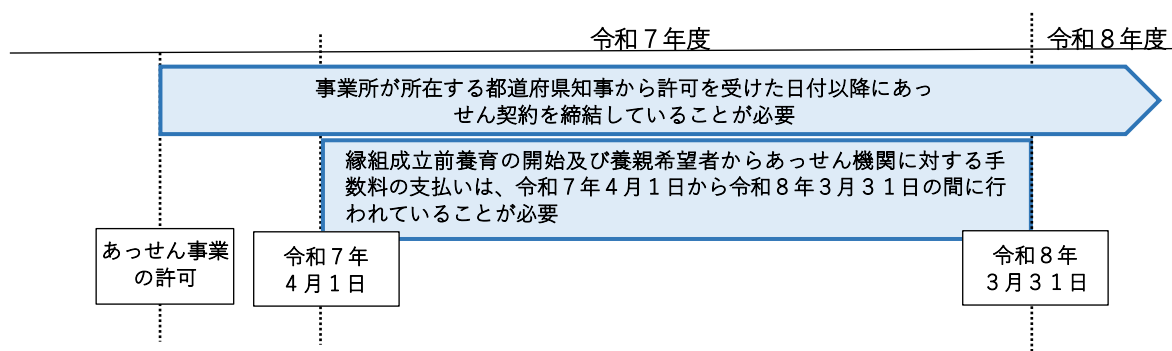 令和７年度
令和８年度
事業所が所在する都道府県知事から許可を受けた日付以降にあっ
せん契約を締結していることが必要
縁組成立前養育の開始及び養親希望者からあっせん機関に対する手
数料の支払いは、令和７年４月１日から令和８年３月３１日の間に行
われていることが必要
あっせん事業
の許可
令和７年
４月１日
令和８年
３月３１日